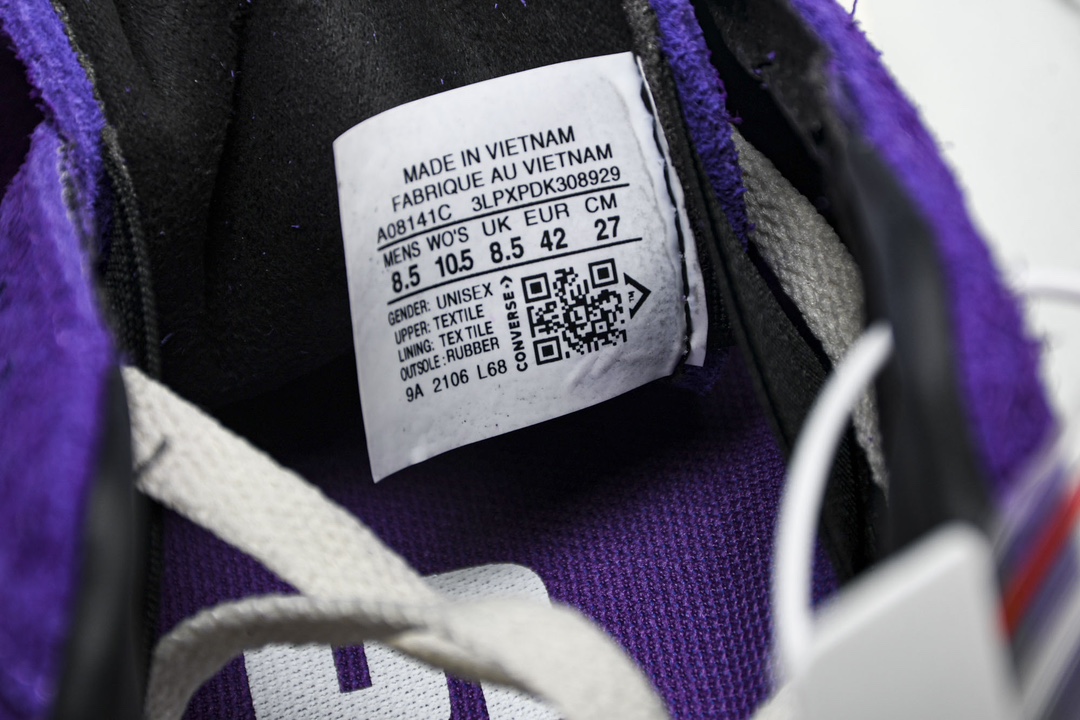 MADE IN VIETNAM
FABRIQUE AU VIETNAM
A08141C 3LPXPDK308929
MENS WO'S UK EUR CM
8.5 10.5 8.5 42 27
GENDER: UNISEX
UPPER: TEXTILE
LINING: TEXTILE
OUTSOLE: RUBBER
9A 2106 L68
CONVERSE
TM